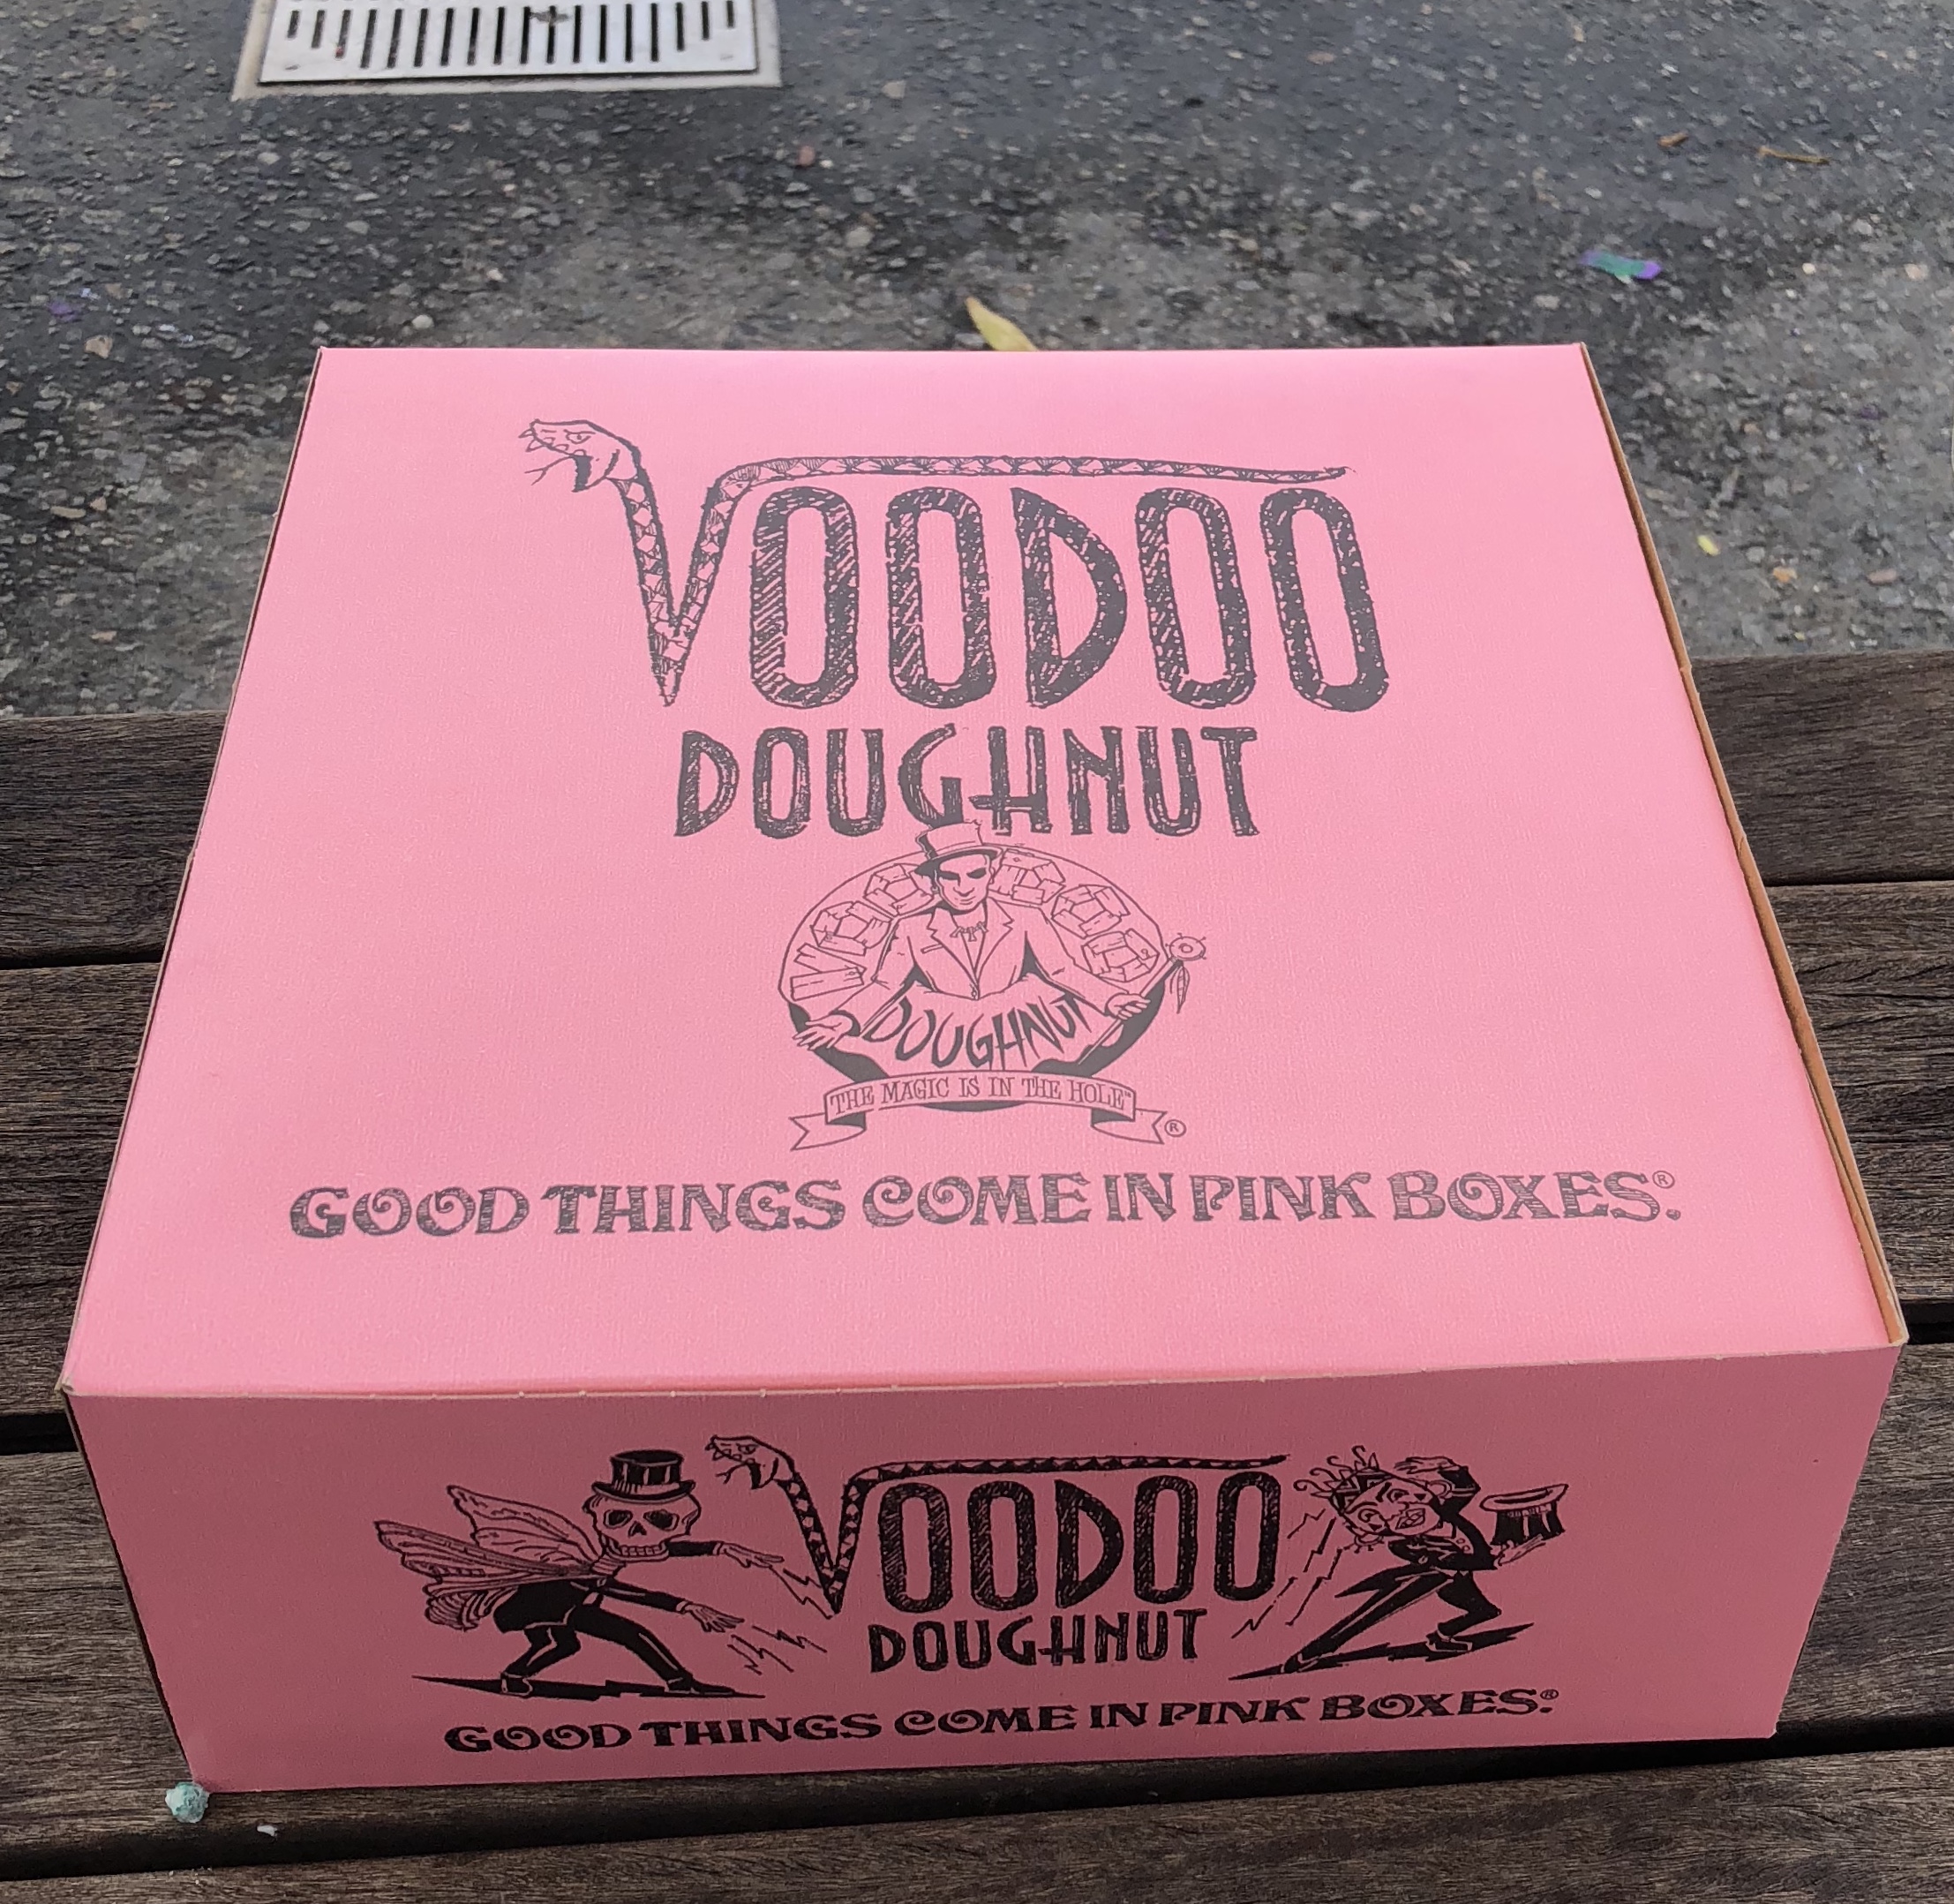 VOODOO
DOUGHNUT
DOUGHNUT
THE MAGIC IS IN THE HOLE™
®
GOOD THINGS COME IN PINK BOXES.®
VOODOO
DOUGHNUT
GOOD THINGS COME IN PINK BOXES.®